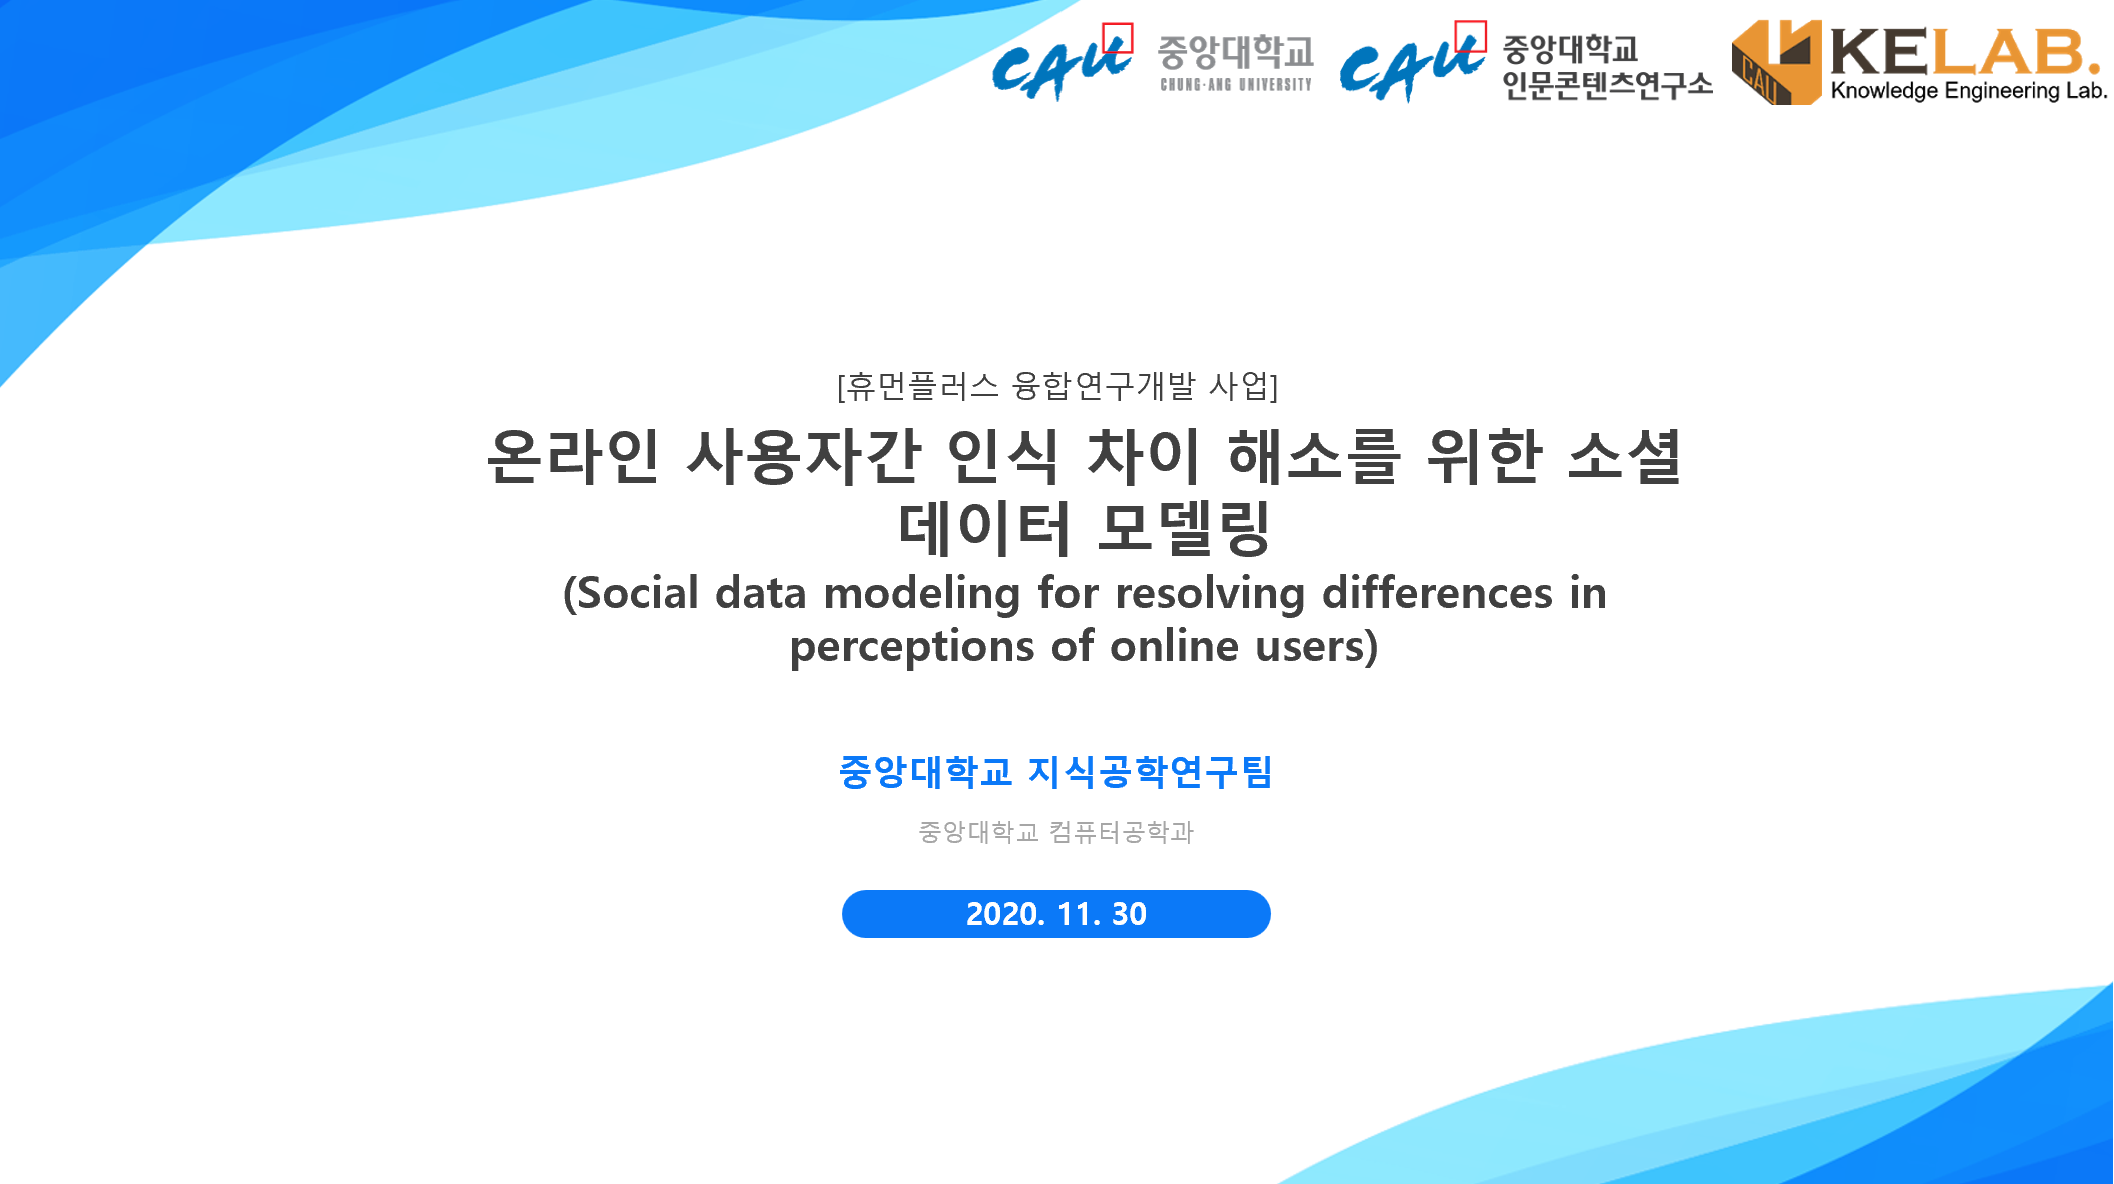 CAU 중앙대학교
CHUNG-ANG UNIVERSITY
CAU 중앙대학교
인문콘텐츠연구소
CAU KELAB.
Knowledge Engineering Lab.
[휴먼플러스 융합연구개발 사업]
온라인 사용자간 인식 차이 해소를 위한 소셜
데이터 모델링
(Social data modeling for resolving differences in
perceptions of online users)
중앙대학교 지식공학연구팀
중앙대학교 컴퓨터공학과
2020. 11. 30